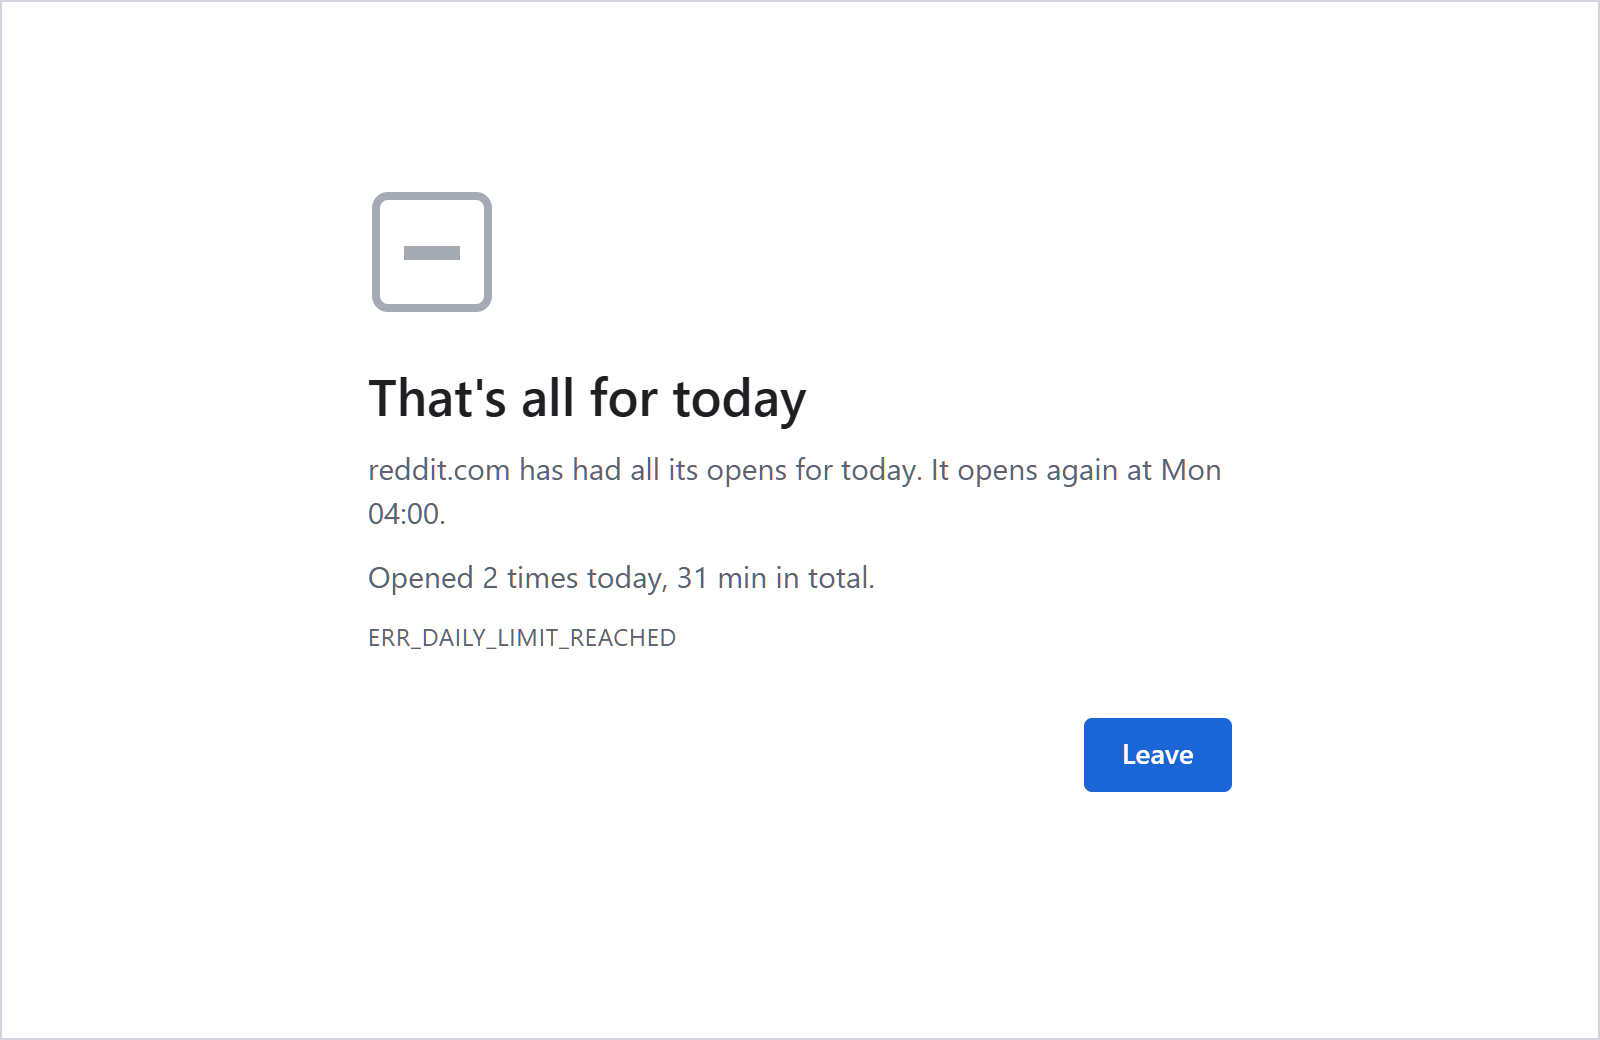 That's all for today
reddit.com has had all its opens for today. It opens again at Mon
04:00.
Opened 2 times today, 31 min in total.
ERR_DAILY_LIMIT_REACHED
Leave